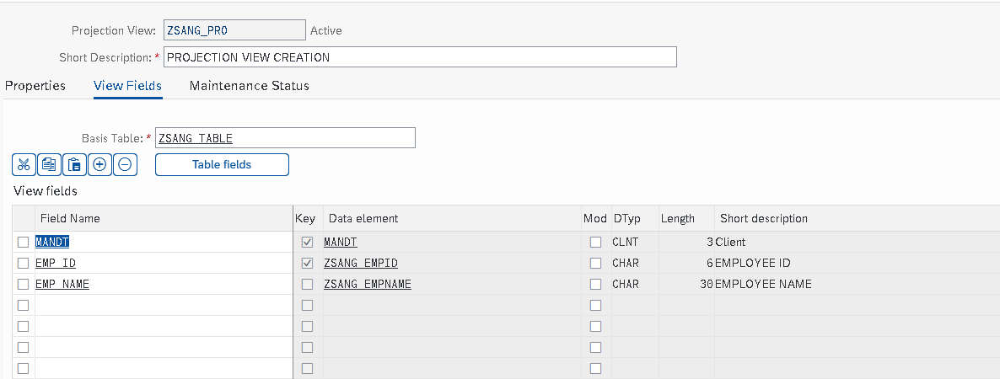 Projection View: ZSANG_PRO Active
Short Description: * PROJECTION VIEW CREATION
Properties View Fields Maintenance Status
Basis Table: * ZSANG_TABLE
Table fields
View fields
Field Name Key Data element Mod DTyp Length Short description
MANDT MANDT CLNT 3 Client
EMP_ID ZSANG_EMPID CHAR 6 EMPLOYEE ID
EMP_NAME ZSANG_EMPNAME CHAR 30 EMPLOYEE NAME